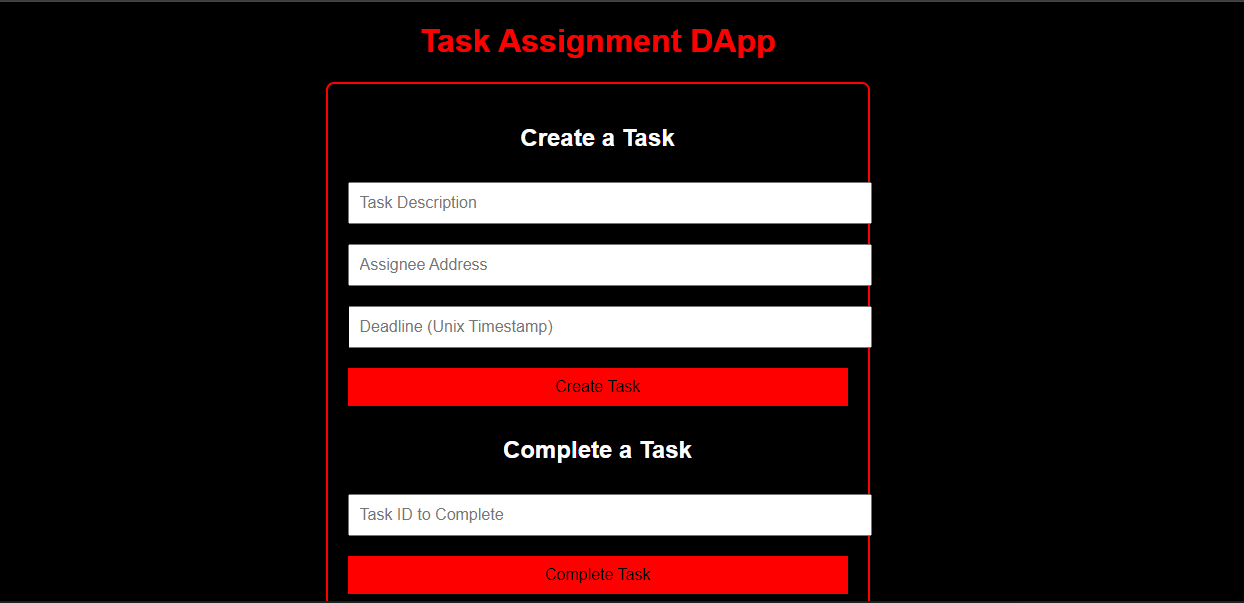 Task Assignment DApp
Create a Task
Task Description
Assignee Address
Deadline (Unix Timestamp)
Create Task
Complete a Task
Task ID to Complete
Complete Task